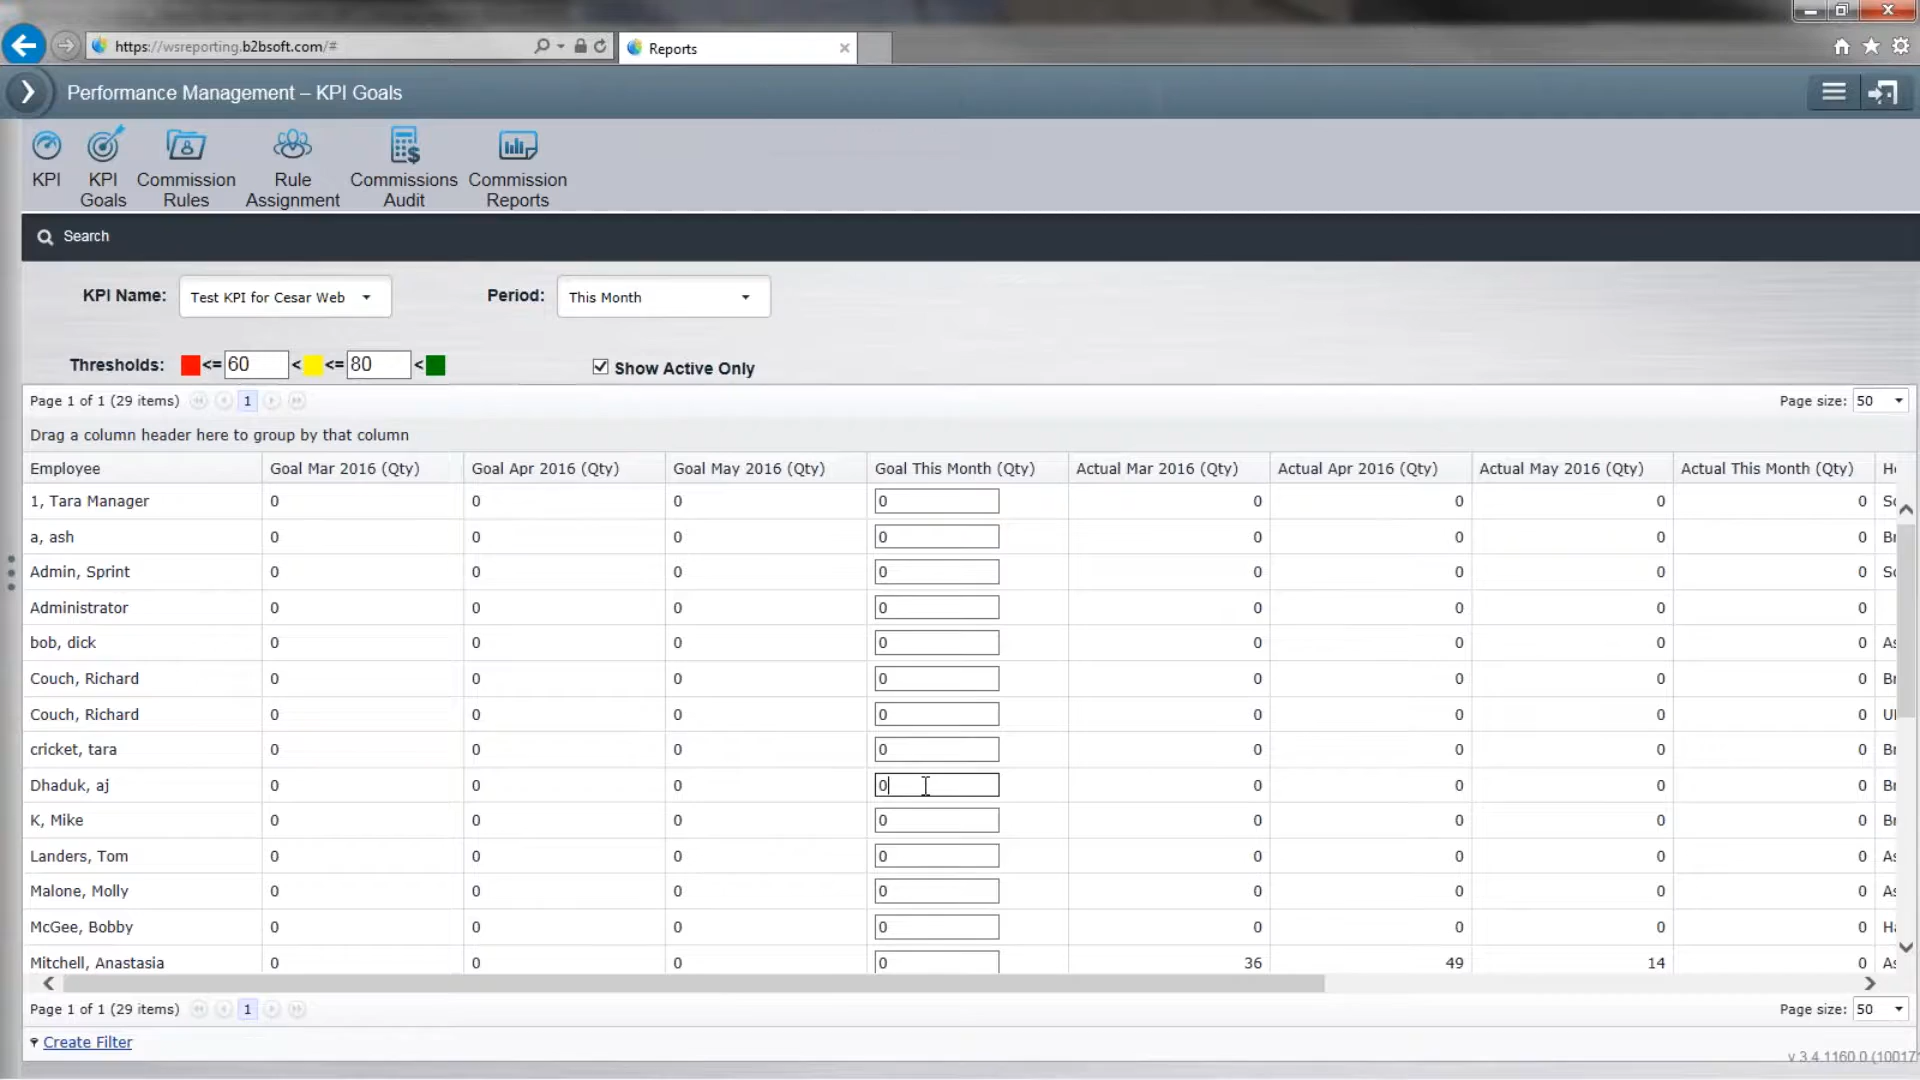 https://wsreporting.b2bsoft.com/#
Reports
Performance Management – KPI Goals
KPI
KPI Goals
Commission Rules
Rule Assignment
Commissions Audit
Commission Reports
Search
KPI Name: Test KPI for Cesar Web
Period: This Month
Thresholds: <= 60 < <= 80 <
Show Active Only
Page 1 of 1 (29 items) 1
Page size: 50
Drag a column header here to group by that column
Employee Goal Mar 2016 (Qty) Goal Apr 2016 (Qty) Goal May 2016 (Qty) Goal This Month (Qty) Actual Mar 2016 (Qty) Actual Apr 2016 (Qty) Actual May 2016 (Qty) Actual This Month (Qty)
1, Tara Manager 0 0 0 0 0 0 0 0
a, ash 0 0 0 0 0 0 0 0
Admin, Sprint 0 0 0 0 0 0 0 0
Administrator 0 0 0 0 0 0 0 0
bob, dick 0 0 0 0 0 0 0 0
Couch, Richard 0 0 0 0 0 0 0 0
Couch, Richard 0 0 0 0 0 0 0 0
cricket, tara 0 0 0 0 0 0 0 0
Dhaduk, aj 0 0 0 0 0 0 0 0
K, Mike 0 0 0 0 0 0 0 0
Landers, Tom 0 0 0 0 0 0 0 0
Malone, Molly 0 0 0 0 0 0 0 0
McGee, Bobby 0 0 0 0 0 0 0 0
Mitchell, Anastasia 0 0 0 0 36 49 14 0
Page 1 of 1 (29 items) 1
Page size: 50
Create Filter
v 3.4.1160.0